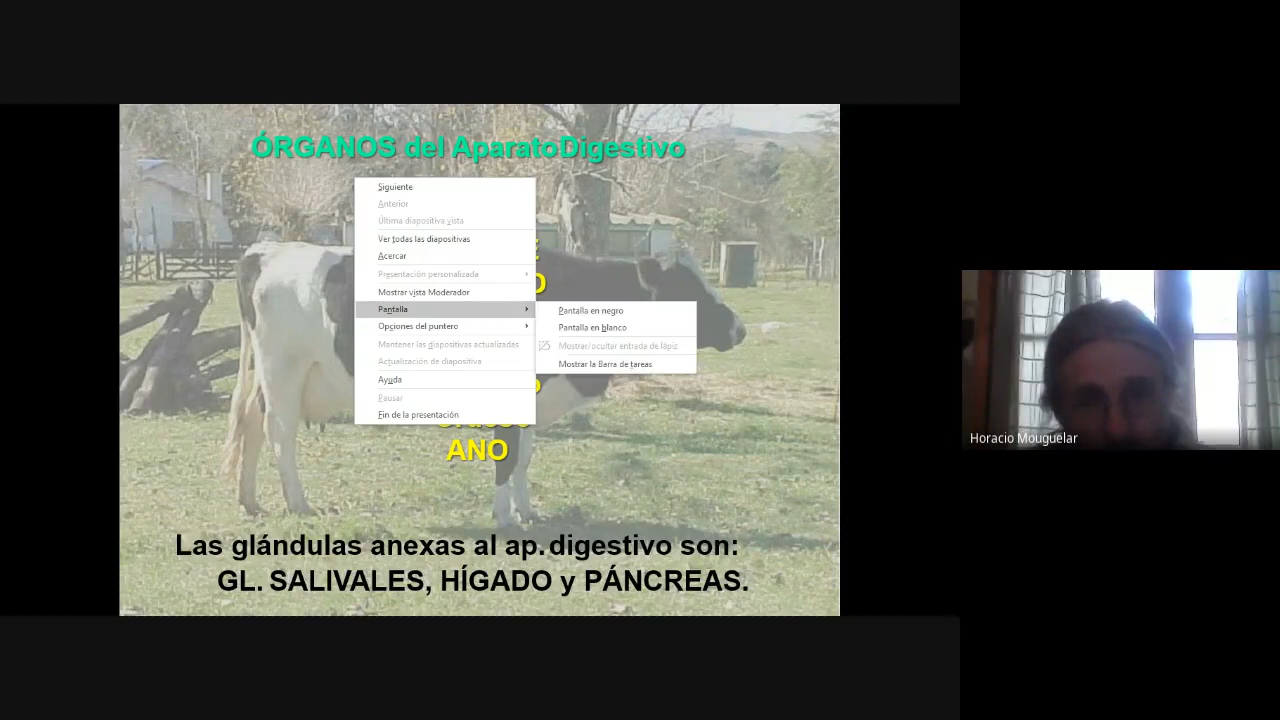 ÓRGANOS del AparatoDigestivo
Siguiente
Anterior
Última diapositiva vista
Ver todas las diapositivas
Acercar
Presentación personalizada
Mostrar vista Moderador
Pantalla
Opciones del puntero
Mantener las diapositivas actualizadas
Actualización de diapositiva
Ayuda
Pausar
Fin de la presentación
Pantalla en negro
Pantalla en blanco
Mostrar/ocultar entrada de lápiz
Mostrar la Barra de tareas
ANO
Las glándulas anexas al ap. digestivo son:
GL. SALIVALES, HÍGADO y PÁNCREAS.
Horacio Mouguelar